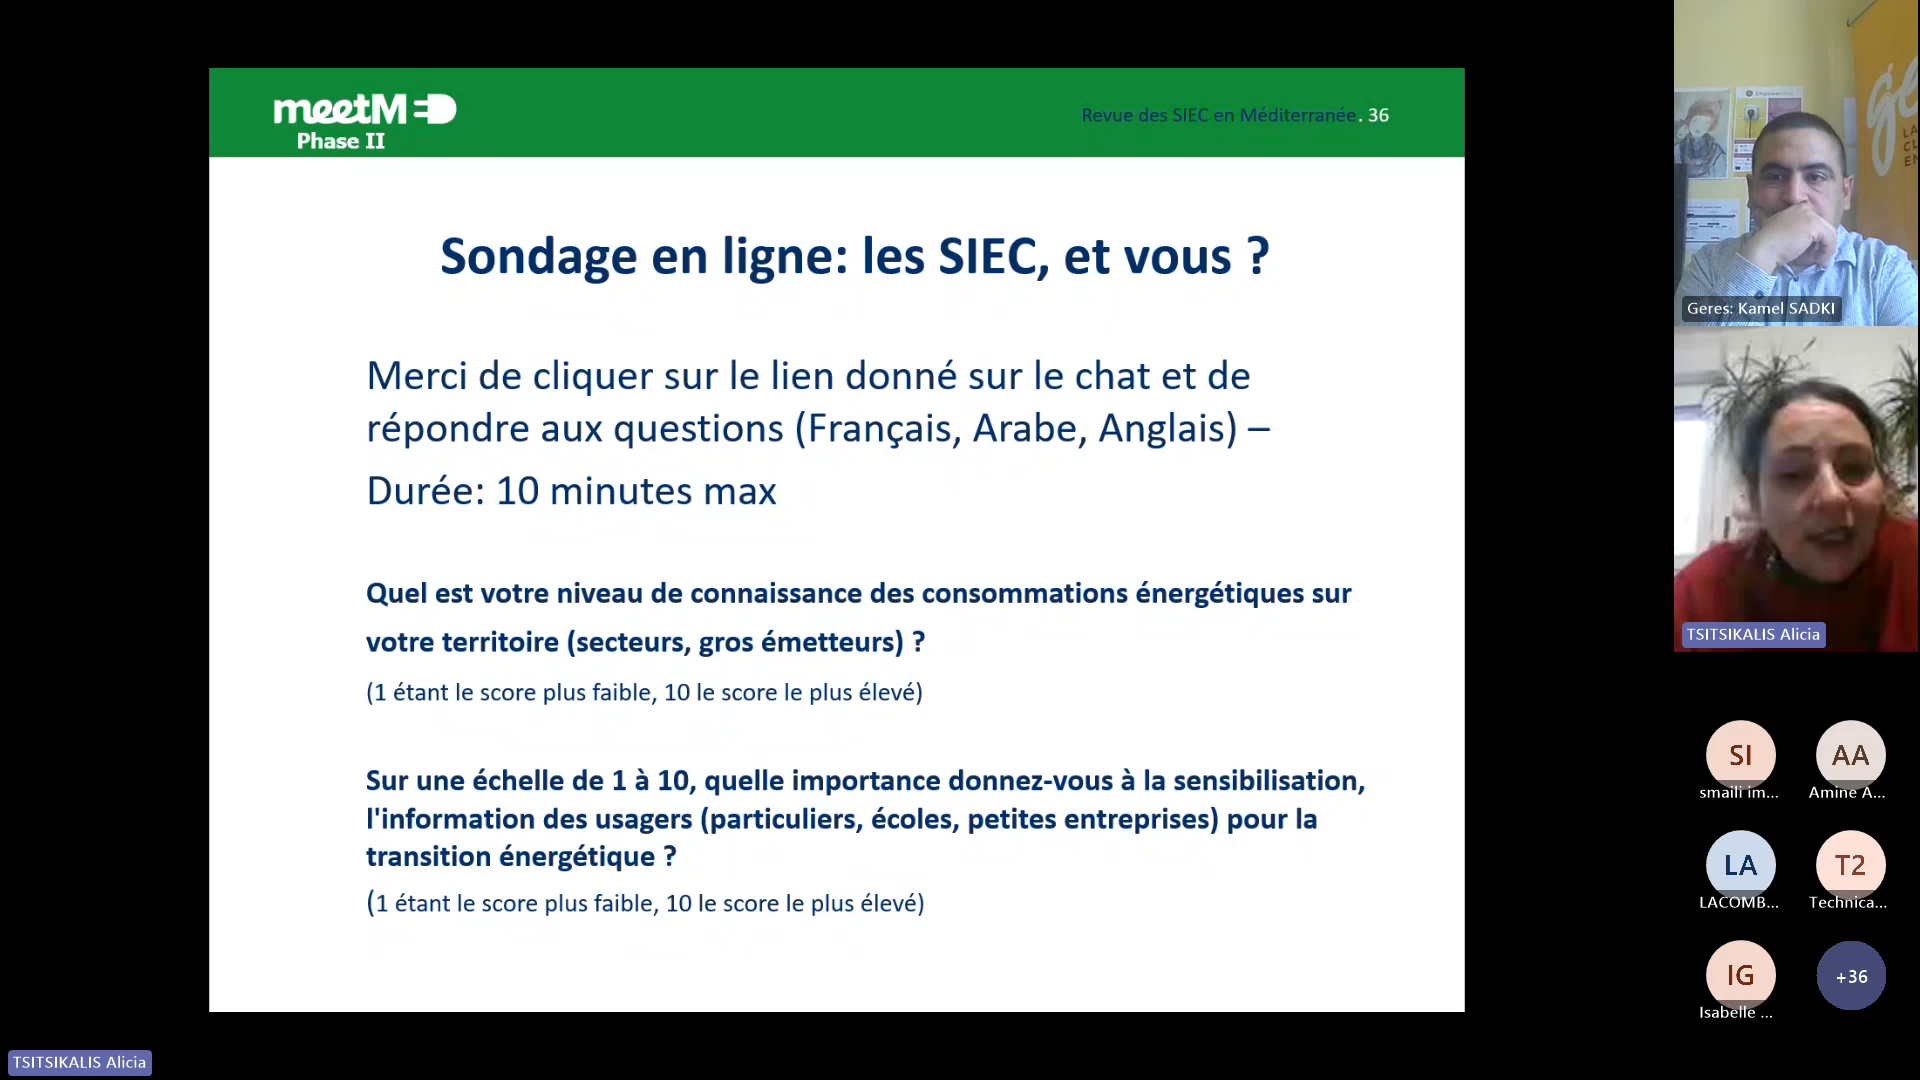 meetM
Phase II
Revue des SIEC en Méditerranée. 36
Sondage en ligne: les SIEC, et vous ?
Merci de cliquer sur le lien donné sur le chat et de
répondre aux questions (Français, Arabe, Anglais) –
Durée: 10 minutes max
Quel est votre niveau de connaissance des consommations énergétiques sur
votre territoire (secteurs, gros émetteurs) ?
(1 étant le score plus faible, 10 le score le plus élevé)
Sur une échelle de 1 à 10, quelle importance donnez-vous à la sensibilisation,
l'information des usagers (particuliers, écoles, petites entreprises) pour la
transition énergétique ?
(1 étant le score plus faible, 10 le score le plus élevé)
Geres: Kamel SADKI
TSITSIKALIS Alicia
SI
AA
smaili im...
Amine A...
LA
T2
LACOMB...
Technica...
IG
+36
Isabelle ...
TSITSIKALIS Alicia